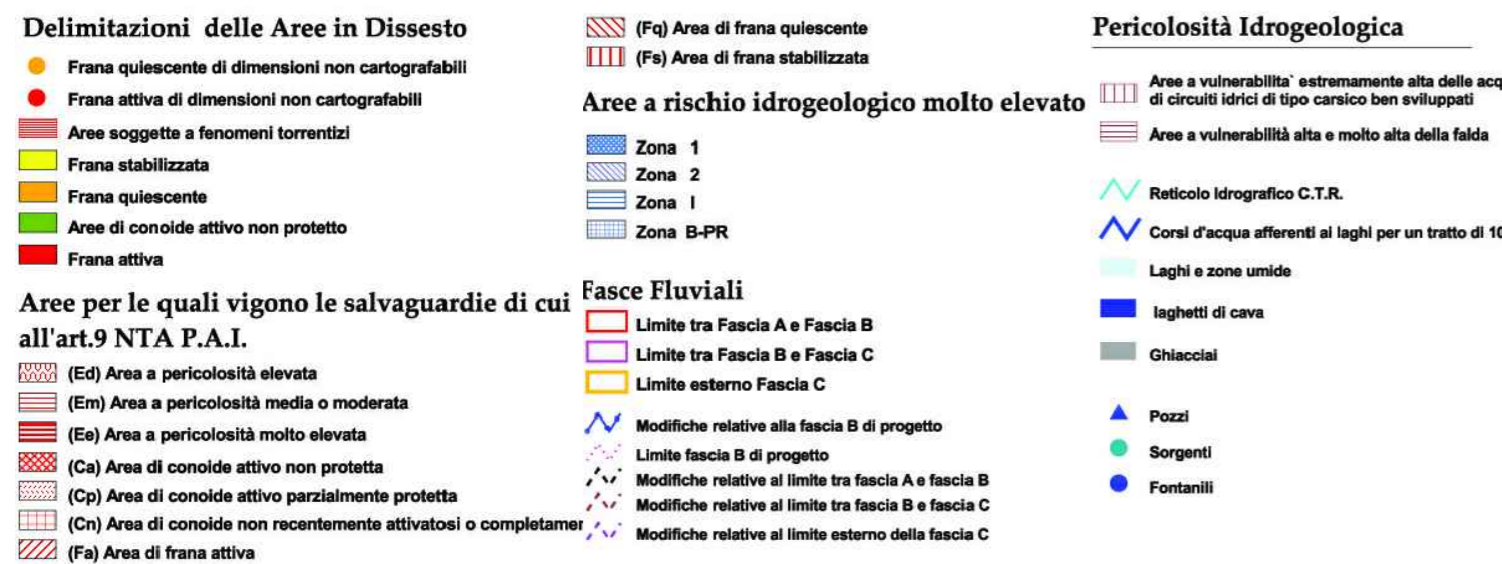 Delimitazioni delle Aree in Dissesto
Frana quiescente di dimensioni non cartografabili
Frana attiva di dimensioni non cartografabili
Aree soggette a fenomeni torrentizi
Frana stabilizzata
Frana quiescente
Aree di conoide attivo non protetto
Frana attiva
Aree per le quali vigono le salvaguardie di cui
all'art.9 NTA P.A.I.
(Ed) Area a pericolosità elevata
(Em) Area a pericolosità media o moderata
(Ee) Area a pericolosità molto elevata
(Ca) Area di conoide attivo non protetta
(Cp) Area di conoide attivo parzialmente protetta
(Cn) Area di conoide non recentemente attivatosi o completamen
(Fa) Area di frana attiva
(Fq) Area di frana quiescente
(Fs) Area di frana stabilizzata
Aree a rischio idrogeologico molto elevato
Zona 1
Zona 2
Zona I
Zona B-PR
Fasce Fluviali
Limite tra Fascia A e Fascia B
Limite tra Fascia B e Fascia C
Limite esterno Fascia C
Modifiche relative alla fascia B di progetto
Limite fascia B di progetto
Modifiche relative al limite tra fascia A e fascia B
Modifiche relative al limite tra fascia B e fascia C
Modifiche relative al limite esterno della fascia C
Pericolosità Idrogeologica
Aree a vulnerabilita` estremamente alta delle acq
di circuiti idrici di tipo carsico ben sviluppati
Aree a vulnerabilità alta e molto alta della falda
Reticolo Idrografico C.T.R.
Corsi d'acqua afferenti ai laghi per un tratto di 10
Laghi e zone umide
laghetti di cava
Ghiacciai
Pozzi
Sorgenti
Fontanili